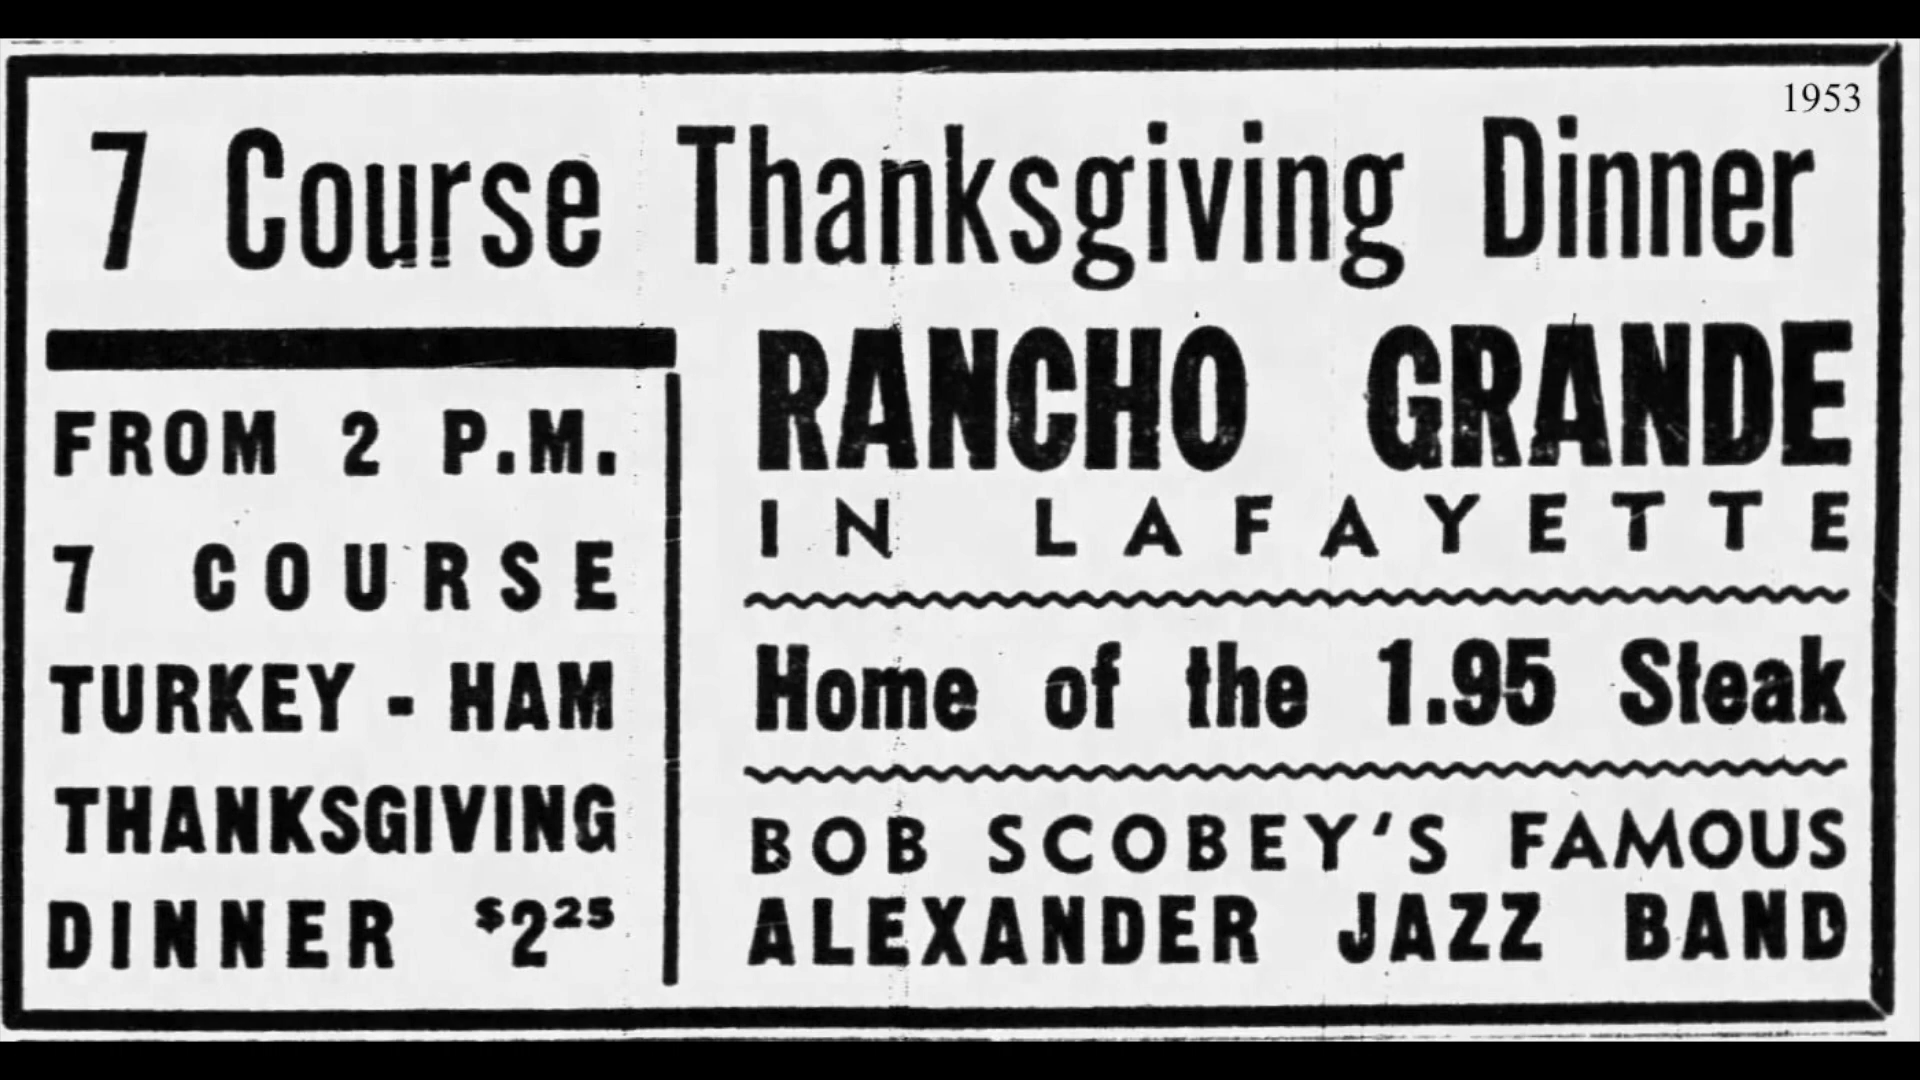 1953
7 Course Thanksgiving Dinner
FROM 2 P.M.
7 COURSE
TURKEY - HAM
THANKSGIVING
DINNER $2 25
RANCHO GRANDE
IN LAFAYETTE
Home of the 1.95 Steak
BOB SCOBEY'S FAMOUS
ALEXANDER JAZZ BAND